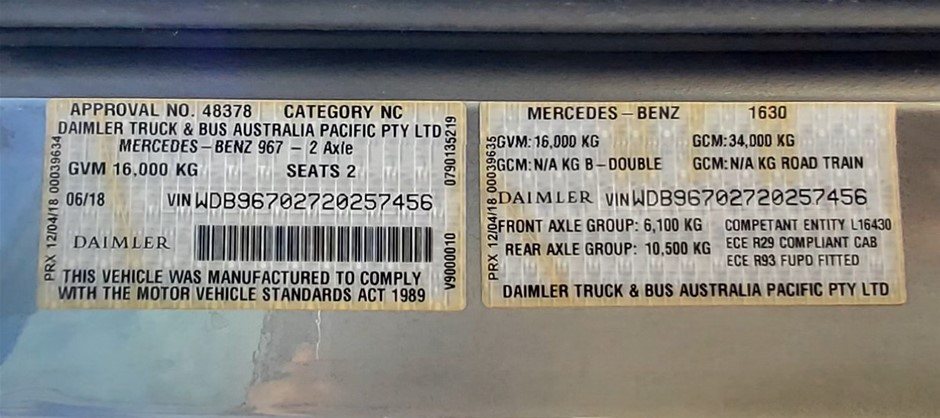 APPROVAL NO. 48378 CATEGORY NC
DAIMLER TRUCK & BUS AUSTRALIA PACIFIC PTY LTD
MERCEDES-BENZ 967 - 2 Axle
GVM 16,000 KG SEATS 2
06/18 VIN WDB96702720257456
DAIMLER
THIS VEHICLE WAS MANUFACTURED TO COMPLY
WITH THE MOTOR VEHICLE STANDARDS ACT 1989
PRX 12/04/18 00039634
0790135219
V9000010
MERCEDES-BENZ 1630
GVM: 16,000 KG GCM: 34,000 KG
GCM: N/A KG B-DOUBLE GCM: N/A KG ROAD TRAIN
DAIMLER VIN WDB96702720257456
FRONT AXLE GROUP: 6,100 KG COMPETANT ENTITY L16430
REAR AXLE GROUP: 10,500 KG ECE R29 COMPLIANT CAB
ECE R93 FUPD FITTED
DAIMLER TRUCK & BUS AUSTRALIA PACIFIC PTY LTD
PRX 12/04/18 00039635